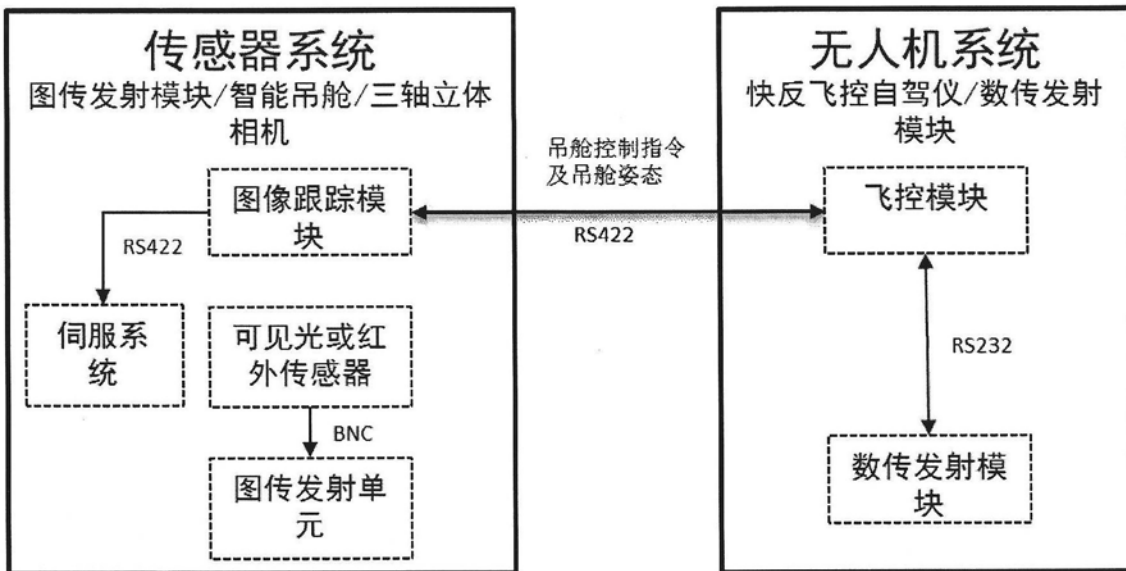 传感器系统
图传发射模块/智能吊舱/三轴立体
相机
图像跟踪模
块
RS422
伺服系
统
可见光或红
外传感器
BNC
图传发射单
元
吊舱控制指令
及吊舱姿态
RS422
无人机系统
快反飞控自驾仪/数传发射
模块
飞控模块
RS232
数传发射模
块